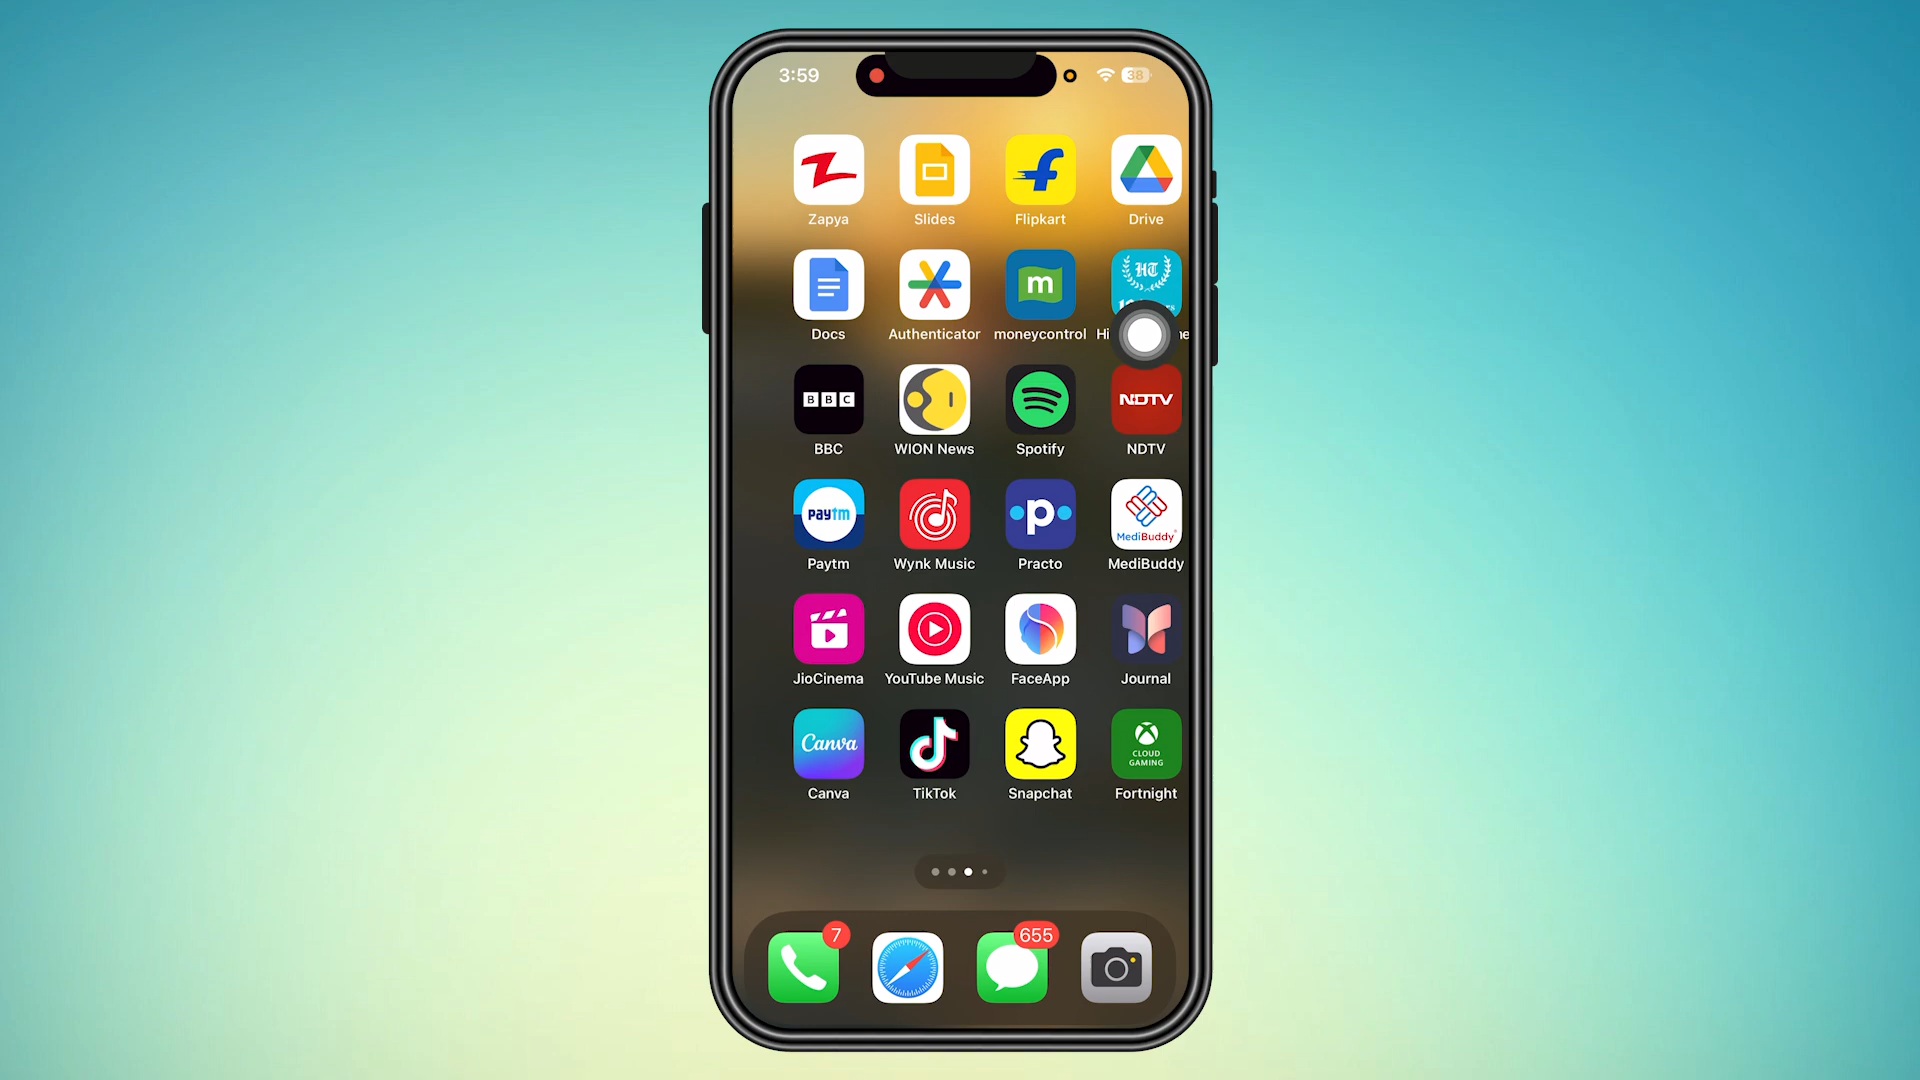 3:59
38
Zapya
Slides
Flipkart
Drive
HT
Docs
Authenticator
moneycontrol
m
BBC
BBC
WION News
Spotify
NDTV
NDTV
paytm
p
MediBuddy
Paytm
Wynk Music
Practo
MediBuddy
JioCinema
YouTube Music
FaceApp
Journal
Canva
CLOUD
GAMING
Canva
TikTok
Snapchat
Fortnight
7
655